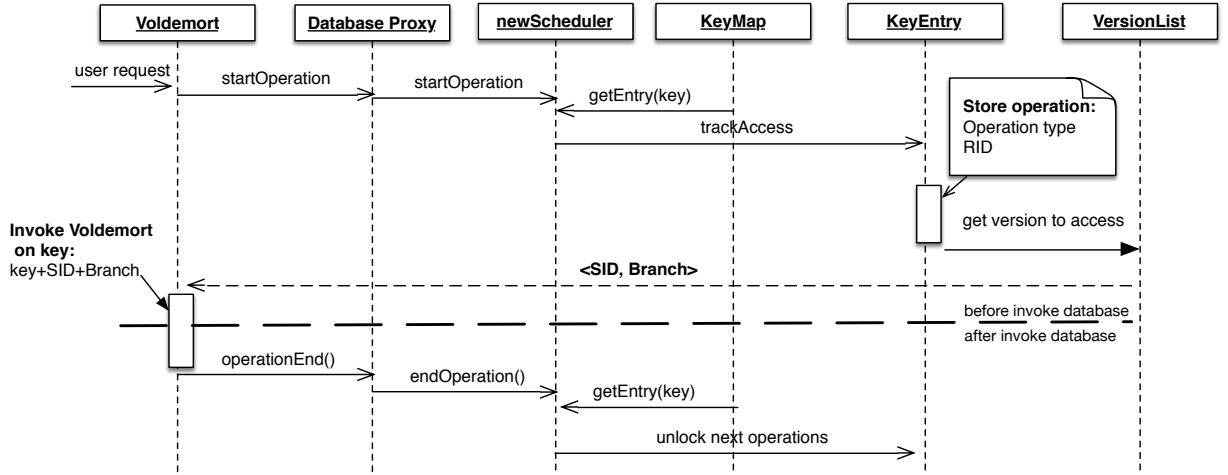 Voldemort
Database Proxy
newScheduler
KeyMap
KeyEntry
VersionList
user request
startOperation
startOperation
getEntry(key)
trackAccess
Store operation:
Operation type
RID
get version to access
Invoke Voldemort
on key:
key+SID+Branch
<SID, Branch>
before invoke database
after invoke database
operationEnd()
endOperation()
getEntry(key)
unlock next operations